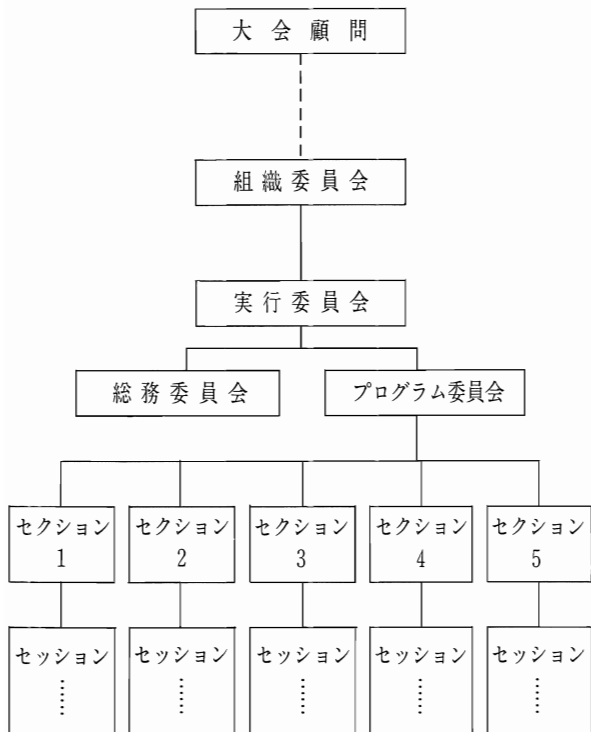 大会顧問
組織委員会
実行委員会
総務委員会
プログラム委員会
セクション
1
セクション
2
セクション
3
セクション
4
セクション
5
セッション
⋮
セッション
⋮
セッション
⋮
セッション
⋮
セッション
⋮